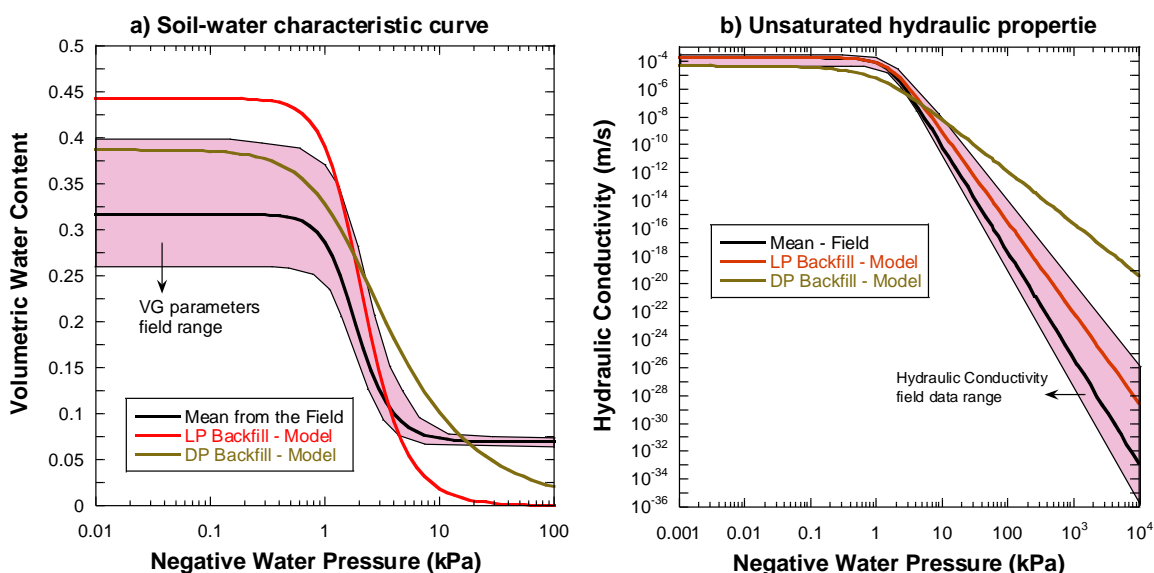 a) Soil-water characteristic curve
Volumetric Water Content
0.5
0.45
0.4
0.35
0.3
0.25
0.2
0.15
0.1
0.05
0
VG parameters
field range
Mean from the Field
LP Backfill - Model
DP Backfill - Model
0.01
0.1
1
10
100
Negative Water Pressure (kPa)
b) Unsaturated hydraulic propertie
Hydraulic Conductivity (m/s)
10⁻⁴
10⁻⁶
10⁻⁸
10⁻¹⁰
10⁻¹²
10⁻¹⁴
10⁻¹⁶
10⁻¹⁸
10⁻²⁰
10⁻²²
10⁻²⁴
10⁻²⁶
10⁻²⁸
10⁻³⁰
10⁻³²
10⁻³⁴
10⁻³⁶
Mean - Field
LP Backfill - Model
DP Backfill - Model
Hydraulic Conductivity
field data range
0.001
0.01
0.1
1
10
100
10³
10⁴
Negative Water Pressure (kPa)